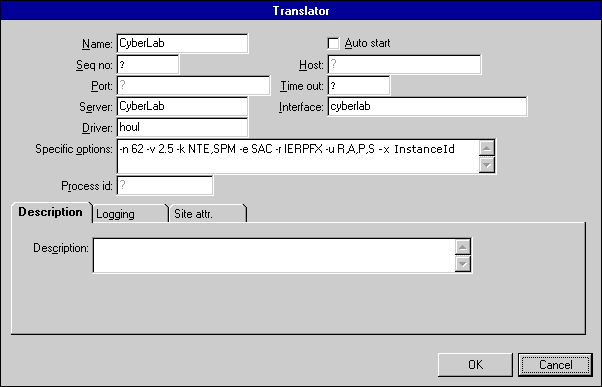 Translator
Name: CyberLab Auto start
Seq no: ? Host: ?
Port: ? Time out: ?
Server: CyberLab Interface: cyberlab
Driver: houl
Specific options: -n 62 -v 2.5 -k NTE,SPM -e SAC -r IERPFX -u R,A,P,S -x InstanceId
Process id: ?
Description Logging Site attr.
Description:
OK Cancel